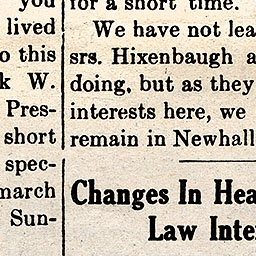 you
lived
o this
k W.
Pres-
short
spec-
march
Sun-
for a short time.
We have not lea
srs. Hixenbaugh a
doing, but as they
interests here, we
remain in Newhall
Changes In Hea
Law Inte